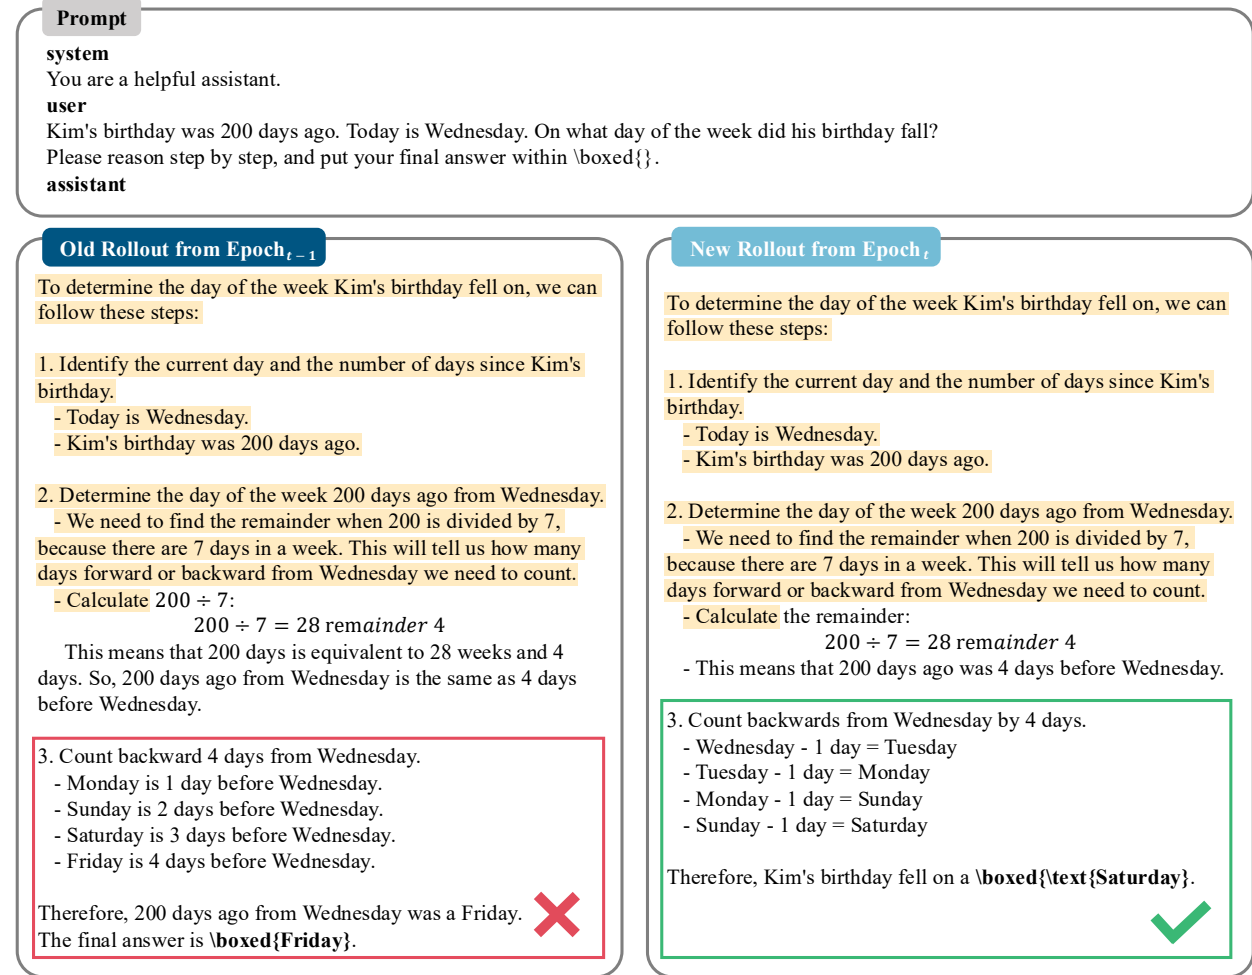 Prompt
system
You are a helpful assistant.
user
Kim's birthday was 200 days ago. Today is Wednesday. On what day of the week did his birthday fall?
Please reason step by step, and put your final answer within \boxed{}.
assistant
Old Rollout from Epoch t − 1
To determine the day of the week Kim's birthday fell on, we can
follow these steps:
1. Identify the current day and the number of days since Kim's
birthday.
- Today is Wednesday.
- Kim's birthday was 200 days ago.
2. Determine the day of the week 200 days ago from Wednesday.
- We need to find the remainder when 200 is divided by 7,
because there are 7 days in a week. This will tell us how many
days forward or backward from Wednesday we need to count.
- Calculate 200 ÷ 7:
200 ÷ 7 = 28 remainder 4
This means that 200 days is equivalent to 28 weeks and 4
days. So, 200 days ago from Wednesday is the same as 4 days
before Wednesday.
3. Count backward 4 days from Wednesday.
- Monday is 1 day before Wednesday.
- Sunday is 2 days before Wednesday.
- Saturday is 3 days before Wednesday.
- Friday is 4 days before Wednesday.
Therefore, 200 days ago from Wednesday was a Friday.
The final answer is \boxed{Friday}.
New Rollout from Epoch t
To determine the day of the week Kim's birthday fell on, we can
follow these steps:
1. Identify the current day and the number of days since Kim's
birthday.
- Today is Wednesday.
- Kim's birthday was 200 days ago.
2. Determine the day of the week 200 days ago from Wednesday.
- We need to find the remainder when 200 is divided by 7,
because there are 7 days in a week. This will tell us how many
days forward or backward from Wednesday we need to count.
- Calculate the remainder:
200 ÷ 7 = 28 remainder 4
- This means that 200 days ago was 4 days before Wednesday.
3. Count backwards from Wednesday by 4 days.
- Wednesday - 1 day = Tuesday
- Tuesday - 1 day = Monday
- Monday - 1 day = Sunday
- Sunday - 1 day = Saturday
Therefore, Kim's birthday fell on a \boxed{\text{Saturday}.